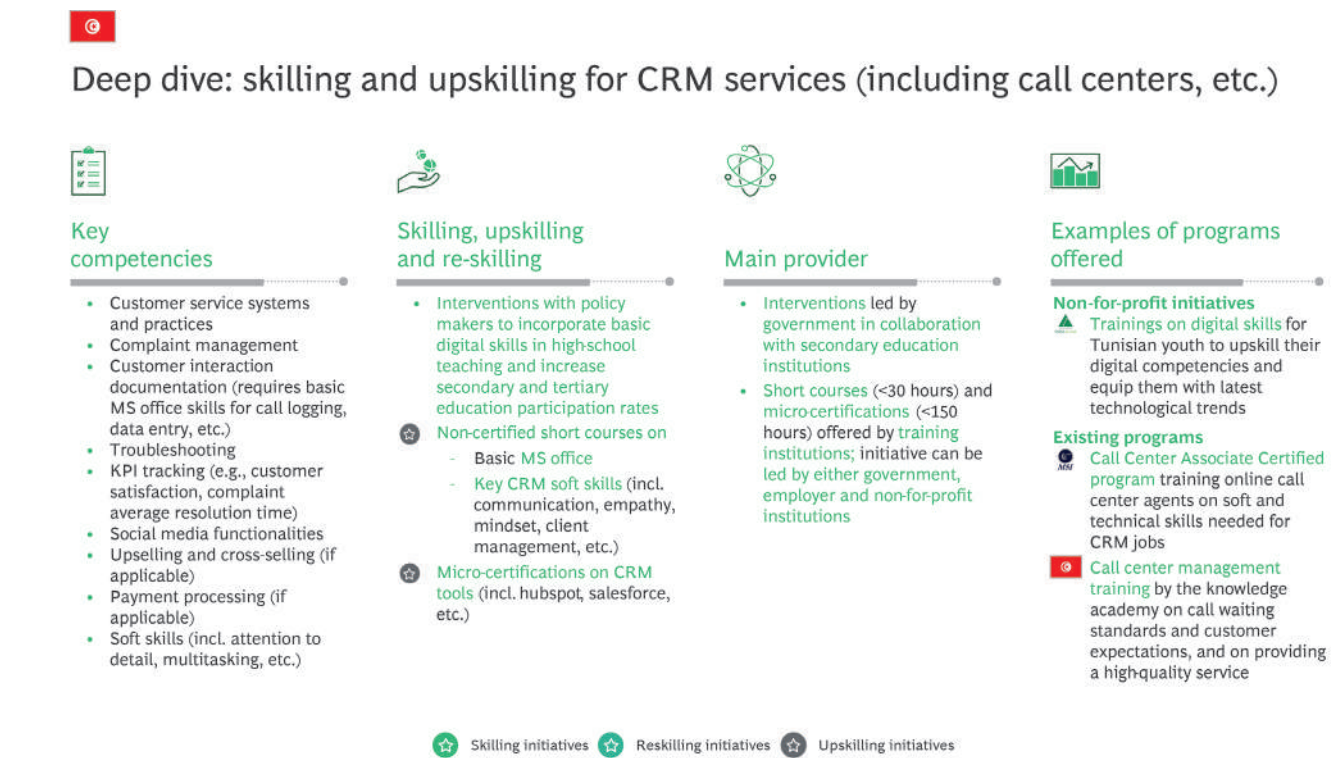 Deep dive: skilling and upskilling for CRM services (including call centers, etc.)
Key
competencies
• Customer service systems
and practices
• Complaint management
• Customer interaction
documentation (requires basic
MS office skills for call logging,
data entry, etc.)
• Troubleshooting
• KPI tracking (e.g., customer
satisfaction, complaint
average resolution time)
• Social media functionalities
• Upselling and cross-selling (if
applicable)
• Payment processing (if
applicable)
• Soft skills (incl. attention to
detail, multitasking, etc.)
Skilling, upskilling
and re-skilling
• Interventions with policy
makers to incorporate basic
digital skills in high-school
teaching and increase
secondary and tertiary
education participation rates
Non-certified short courses on
- Basic MS office
- Key CRM soft skills (incl.
communication, empathy,
mindset, client
management, etc.)
Micro-certifications on CRM
tools (incl. hubspot, salesforce,
etc.)
Main provider
• Interventions led by
government in collaboration
with secondary education
institutions
• Short courses (<30 hours) and
micro-certifications (<150
hours) offered by training
institutions; initiative can be
led by either government,
employer and non-for-profit
institutions
Examples of programs
offered
Non-for-profit initiatives
Trainings on digital skills for
Tunisian youth to upskill their
digital competencies and
equip them with latest
technological trends
Existing programs
MSI
Call Center Associate Certified
program training online call
center agents on soft and
technical skills needed for
CRM jobs
Call center management
training by the knowledge
academy on call waiting
standards and customer
expectations, and on providing
a high-quality service
Skilling initiatives
Reskilling initiatives
Upskilling initiatives